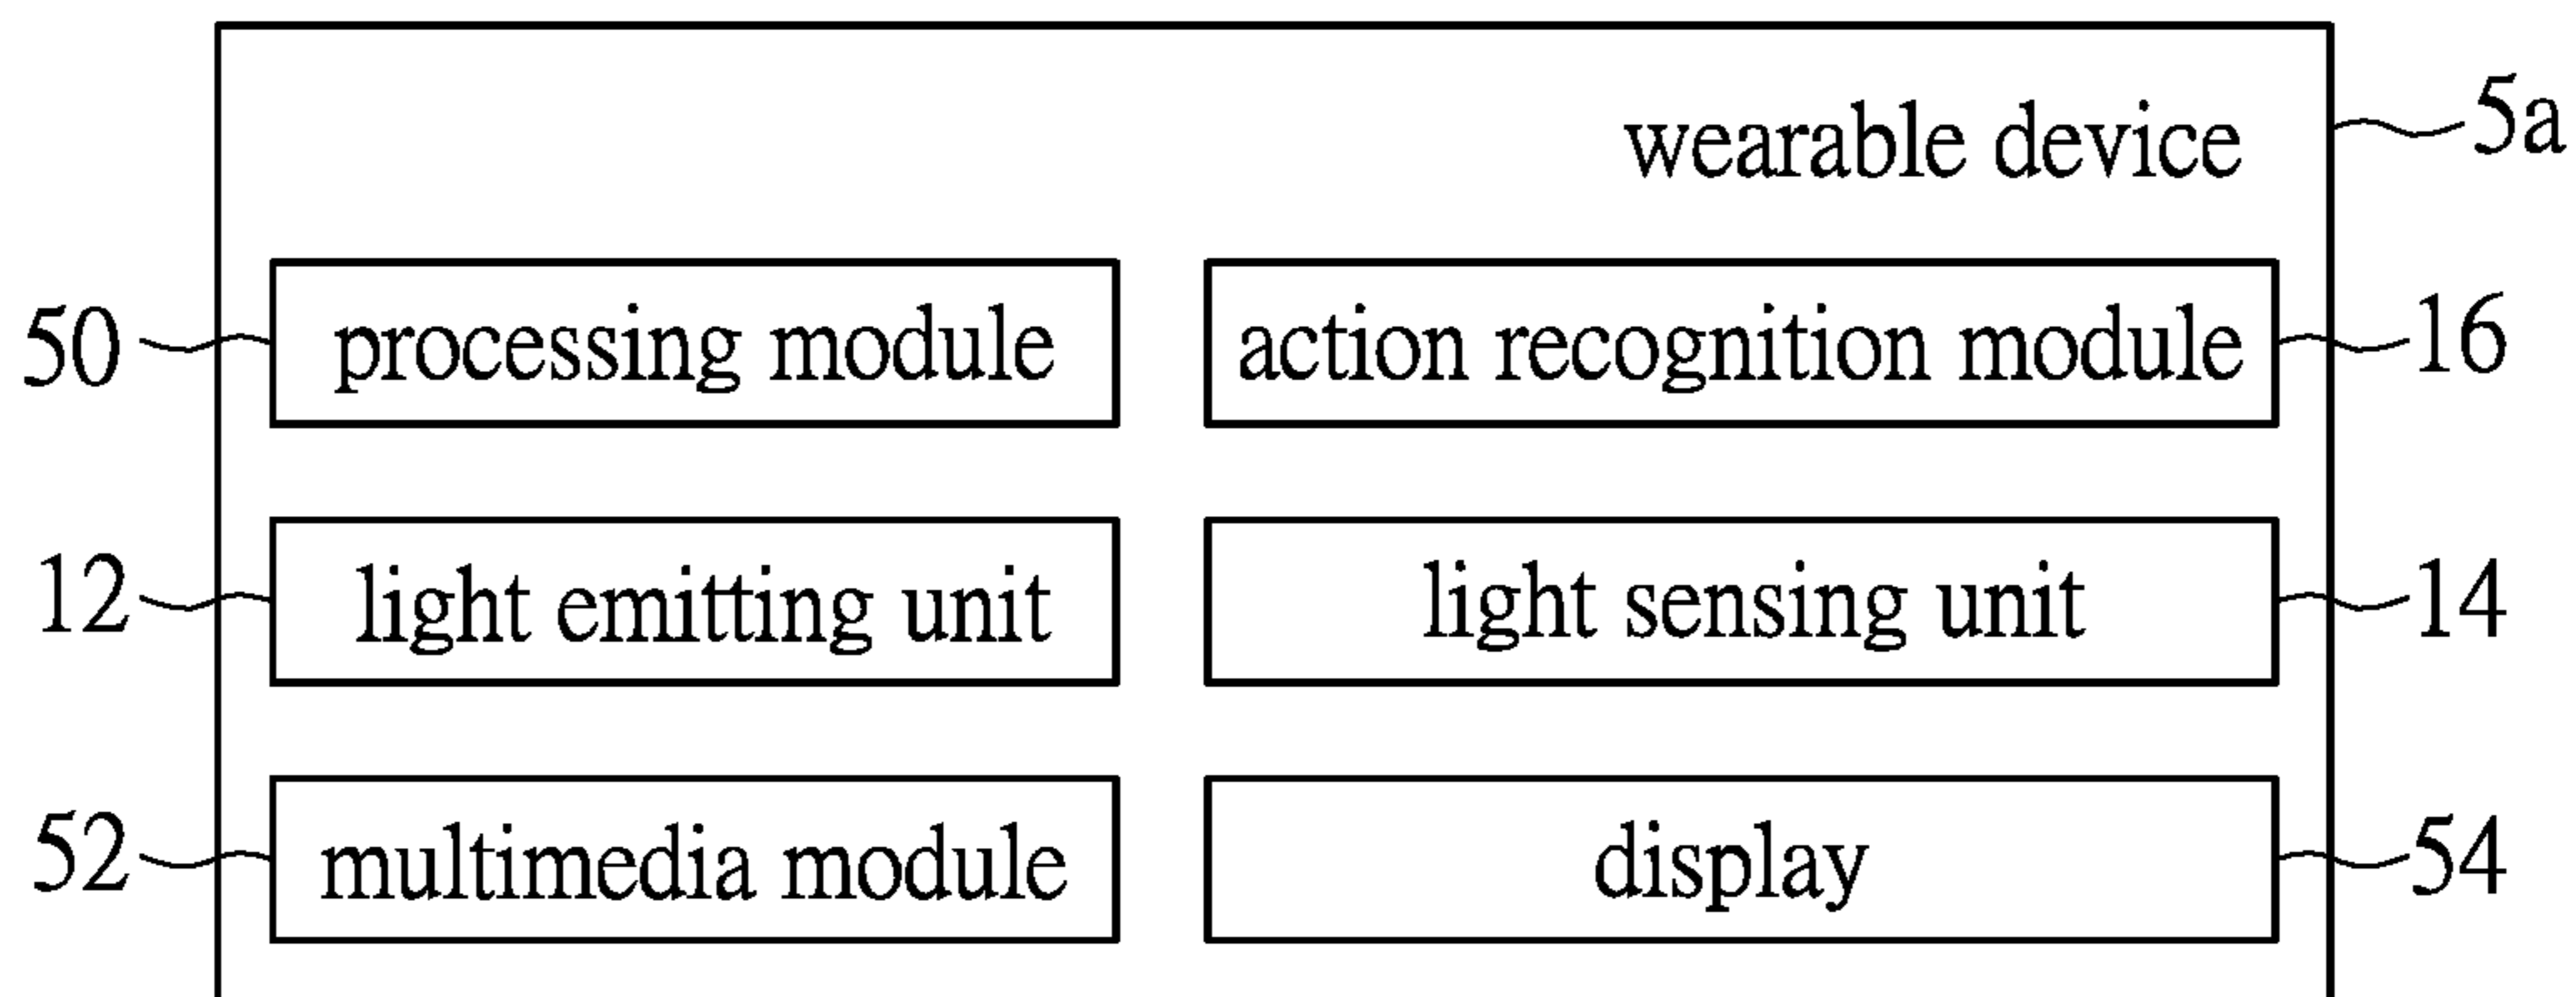 wearable device 5a
50 processing module action recognition module 16
12 light emitting unit light sensing unit 14
52 multimedia module display 54